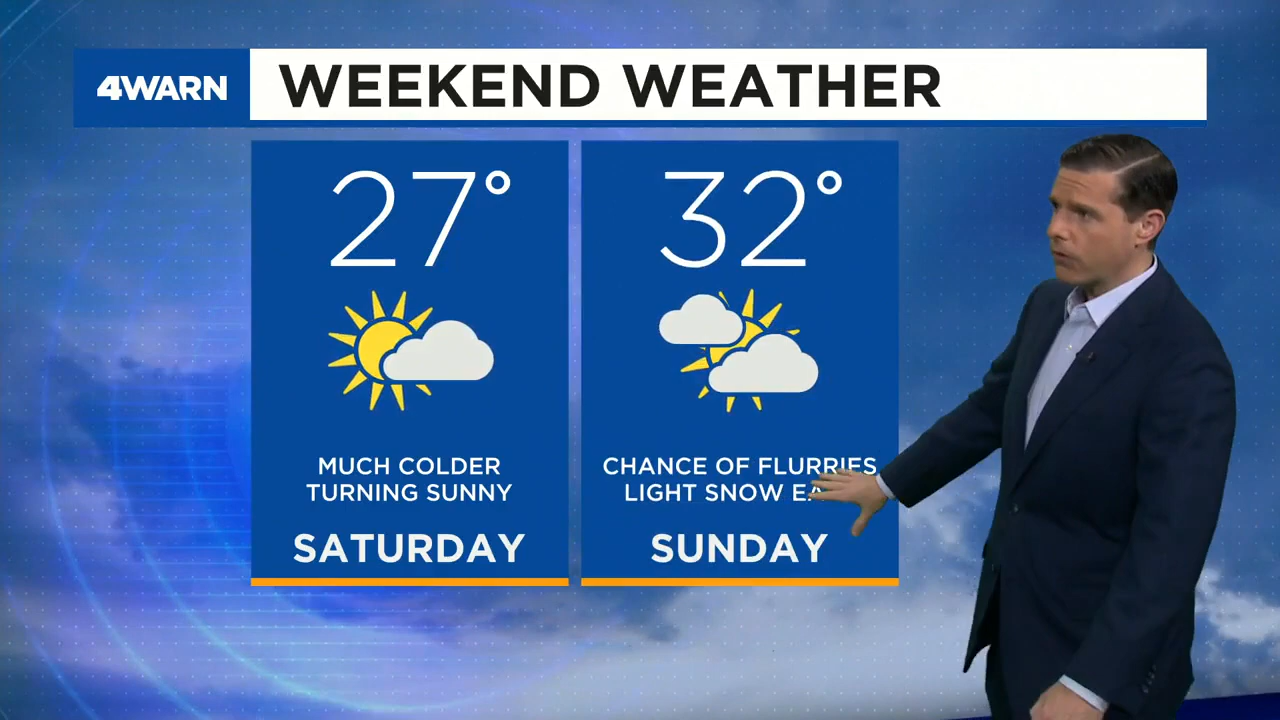 4WARN
WEEKEND WEATHER
27°
MUCH COLDER
TURNING SUNNY
SATURDAY
32°
CHANCE OF FLURRIES
LIGHT SNOW
SUNDAY